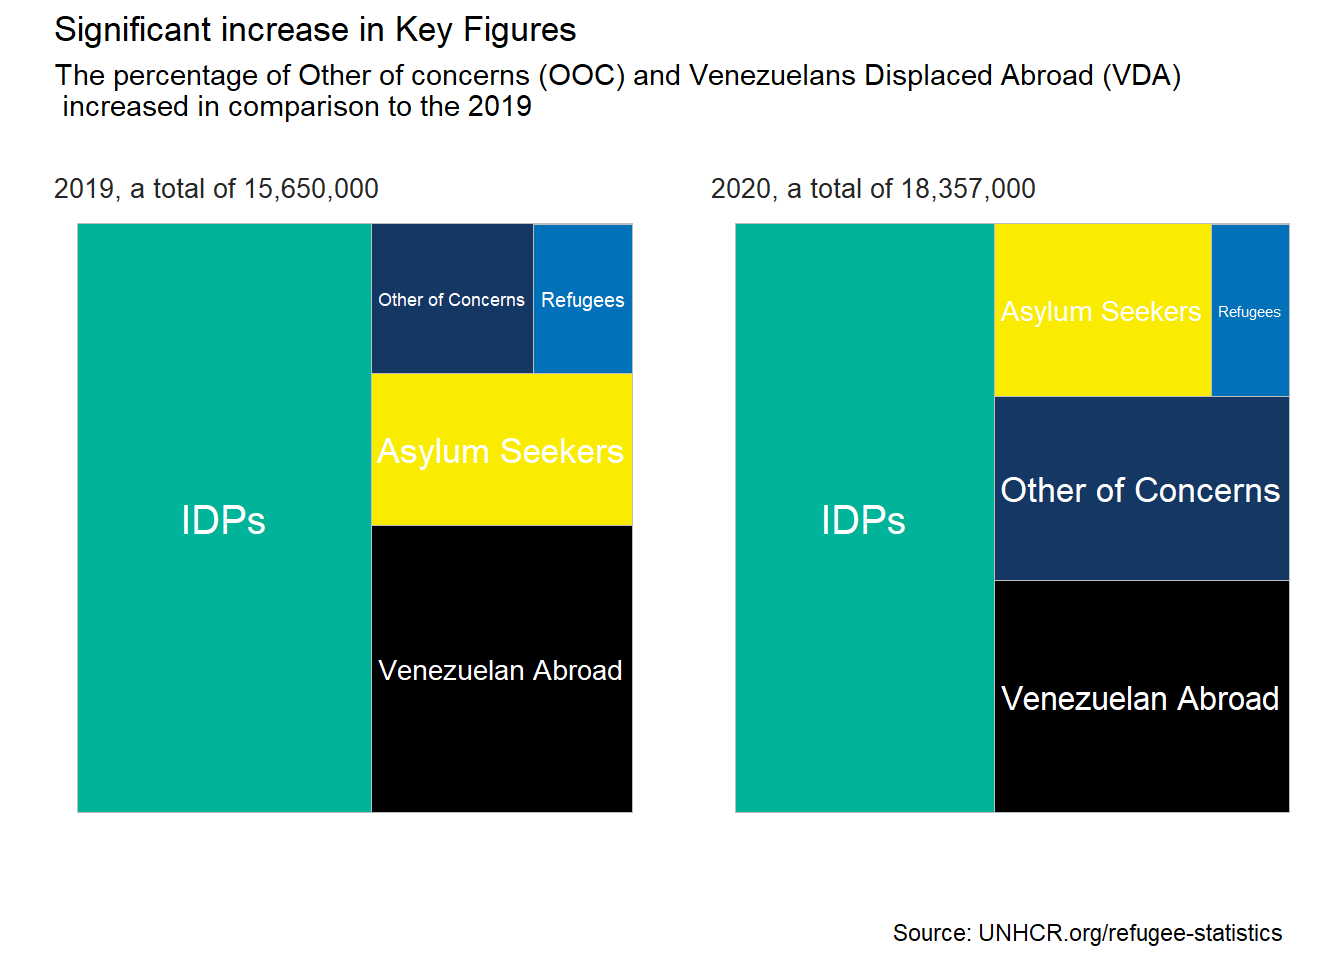 Significant increase in Key Figures
The percentage of Other of concerns (OOC) and Venezuelans Displaced Abroad (VDA)
increased in comparison to the 2019
2019, a total of 15,650,000
IDPs
Other of Concerns
Refugees
Asylum Seekers
Venezuelan Abroad
2020, a total of 18,357,000
IDPs
Asylum Seekers
Refugees
Other of Concerns
Venezuelan Abroad
Source: UNHCR.org/refugee-statistics